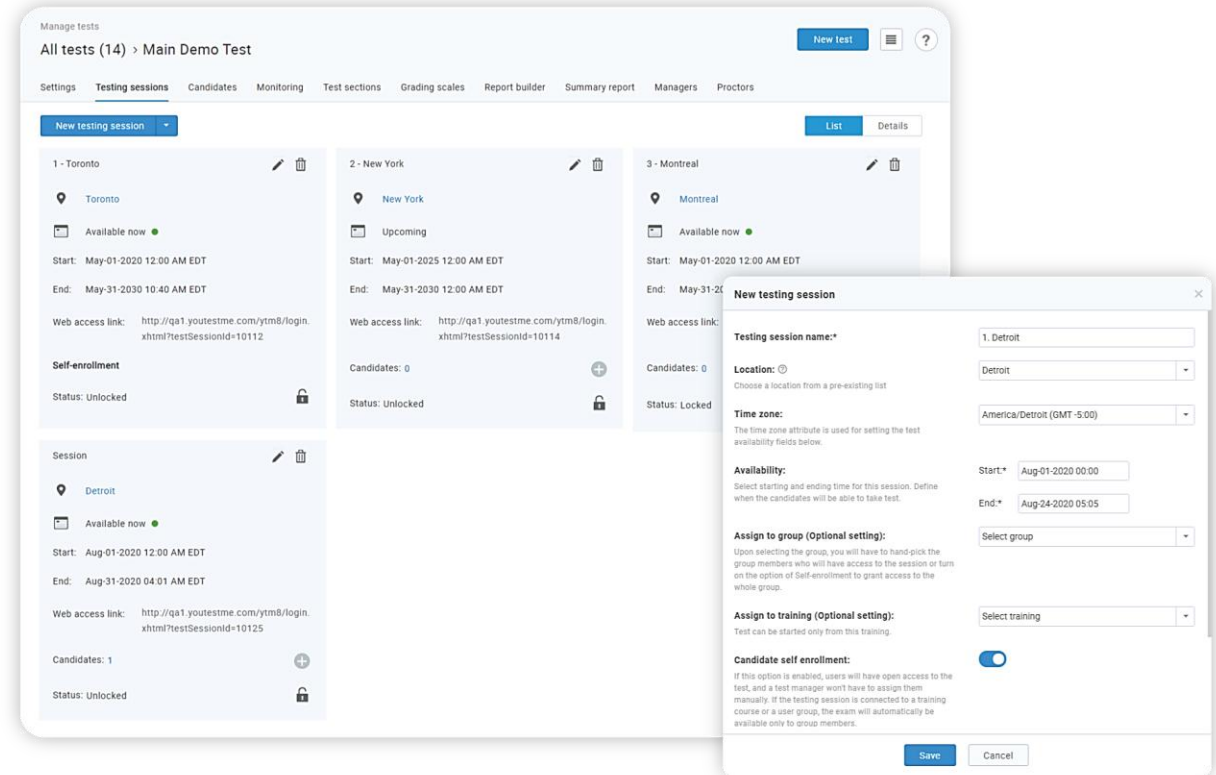 Manage tests
All tests (14) > Main Demo Test
New test
?
Settings Testing sessions Candidates Monitoring Test sections Grading scales Report builder Summary report Managers Proctors
New testing session
List Details
1 - Toronto
Toronto
Available now
Start: May-01-2020 12:00 AM EDT
End: May-31-2030 10:40 AM EDT
Web access link: http://qa1.youtestme.com/ytm8/login.
xhtml?testSessionId=10112
Self-enrollment
Status: Unlocked
2 - New York
New York
Upcoming
Start: May-01-2025 12:00 AM EDT
End: May-31-2030 12:00 AM EDT
Web access link: http://qa1.youtestme.com/ytm8/login.
xhtml?testSessionId=10114
Candidates: 0
Status: Unlocked
3 - Montreal
Montreal
Available now
Start: May-01-2020 12:00 AM EDT
End: May-31-20
Web access link:
Candidates: 0
Status: Locked
Session
Detroit
Available now
Start: Aug-01-2020 12:00 AM EDT
End: Aug-31-2020 04:01 AM EDT
Web access link: http://qa1.youtestme.com/ytm8/login.
xhtml?testSessionId=10125
Candidates: 1
Status: Unlocked
New testing session
Testing session name:* 1. Detroit
Location: ? Detroit
Choose a location from a pre-existing list
Time zone: America/Detroit (GMT -5:00)
The time zone attribute is used for setting the test
availability fields below.
Availability: Start:* Aug-01-2020 00:00
Select starting and ending time for this session. Define
when the candidates will be able to take test.
End:* Aug-24-2020 05:05
Assign to group (Optional setting): Select group
Upon selecting the group, you will have to hand-pick the
group members who will have access to the session or turn
on the option of Self-enrollment to grant access to the
whole group.
Assign to training (Optional setting): Select training
Test can be started only from this training.
Candidate self enrollment:
If this option is enabled, users will have open access to the
test, and a test manager won't have to assign them
manually. If the testing session is connected to a training
course or a user group, the exam will automatically be
available only to group members.
Save Cancel